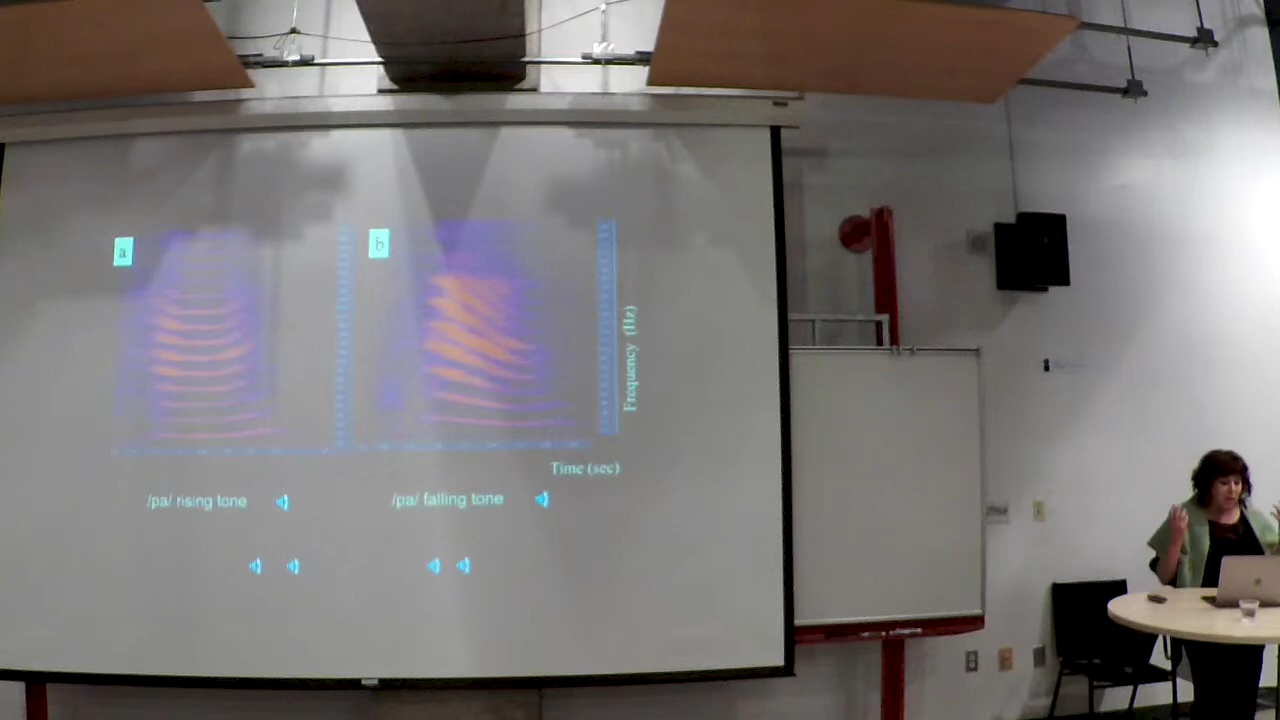 a
b
Frequency (Hz)
Time (sec)
/pa/ rising tone
/pa/ falling tone